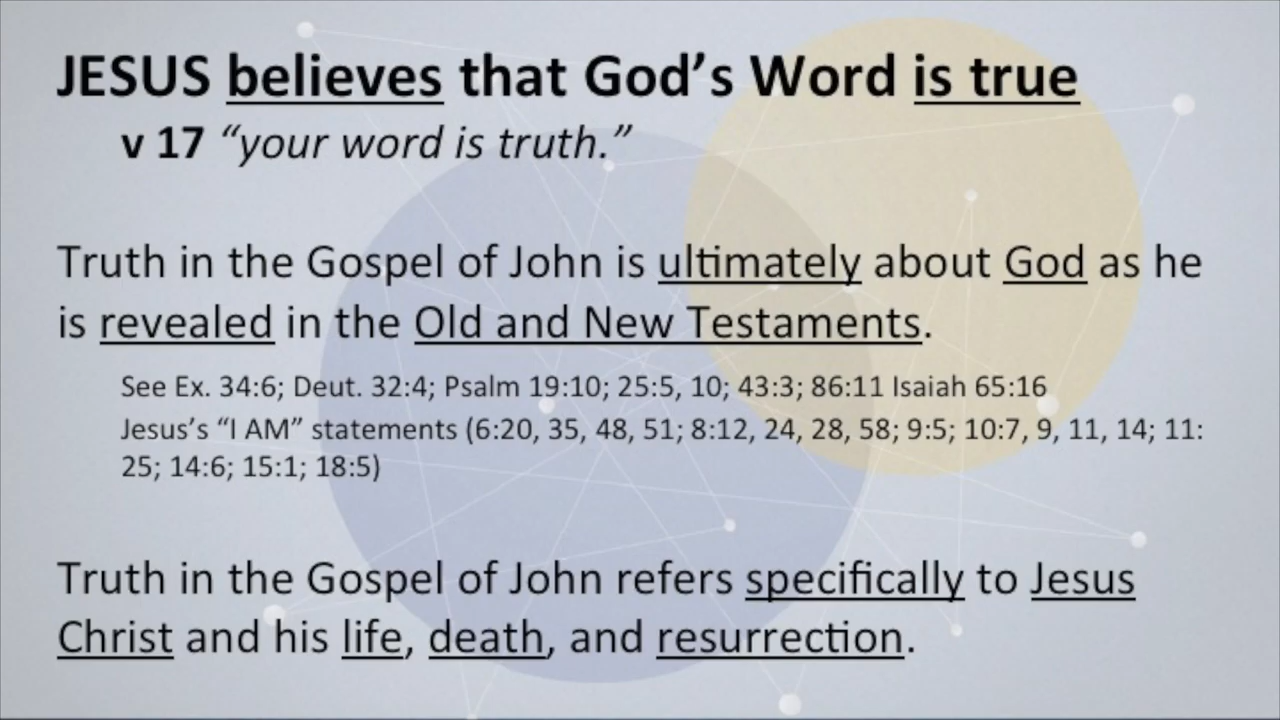 JESUS believes that God’s Word is true
v 17 “your word is truth.”
Truth in the Gospel of John is ultimately about God as he
is revealed in the Old and New Testaments.
See Ex. 34:6; Deut. 32:4; Psalm 19:10; 25:5, 10; 43:3; 86:11 Isaiah 65:16
Jesus’s “I AM” statements (6:20, 35, 48, 51; 8:12, 24, 28, 58; 9:5; 10:7, 9, 11, 14; 11:
25; 14:6; 15:1; 18:5)
Truth in the Gospel of John refers specifically to Jesus
Christ and his life, death, and resurrection.